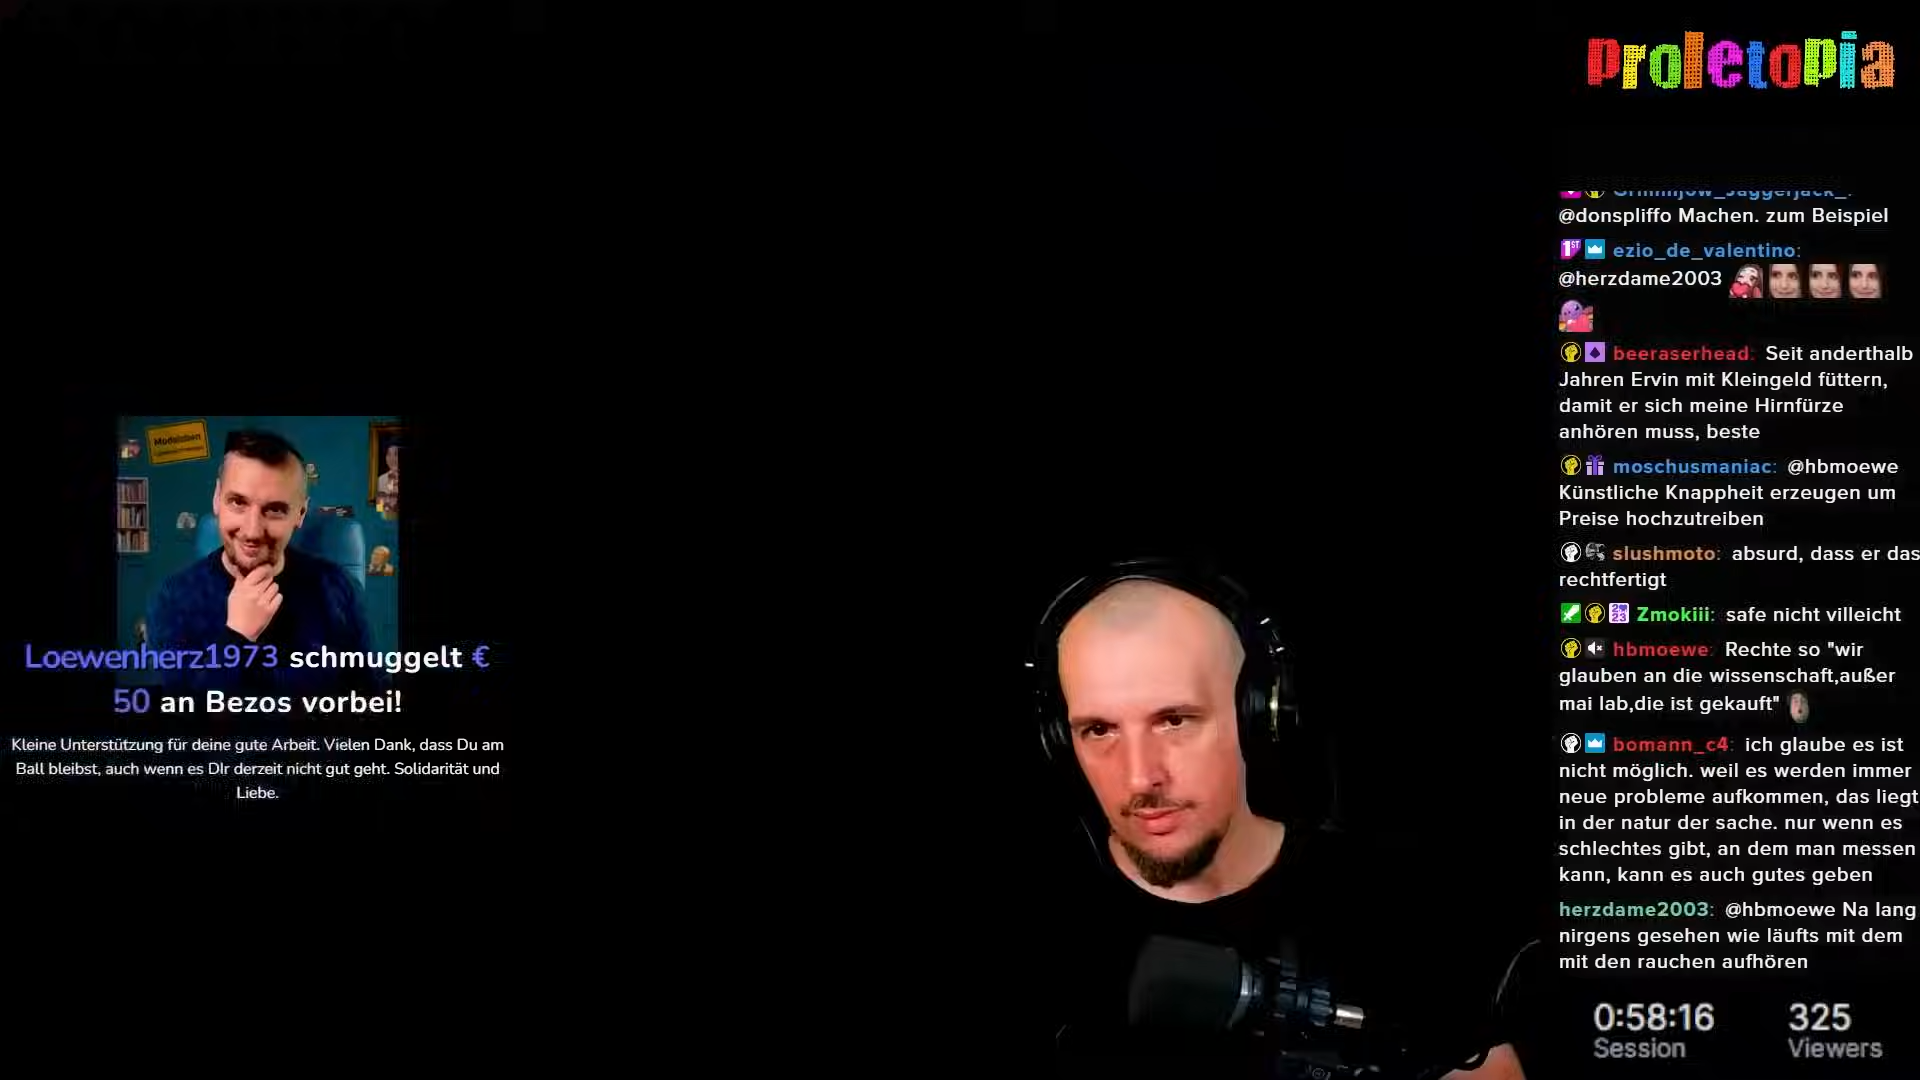 Proletopia
@donspliffo Machen. zum Beispiel
ezio_de_valentino:
@herzdame2003
beeraserhead: Seit anderthalb
Jahren Ervin mit Kleingeld füttern,
damit er sich meine Hirnfürze
anhören muss, beste
moschusmaniac: @hbmoewe
Künstliche Knappheit erzeugen um
Preise hochzutreiben
slushmoto: absurd, dass er das
rechtfertigt
Zmokiii: safe nicht villeicht
hbmoewe: Rechte so "wir
glauben an die wissenschaft,außer
mai lab,die ist gekauft"
bomann_c4: ich glaube es ist
nicht möglich. weil es werden immer
neue probleme aufkommen, das liegt
in der natur der sache. nur wenn es
schlechtes gibt, an dem man messen
kann, kann es auch gutes geben
herzdame2003: @hbmoewe Na lang
nirgens gesehen wie läufts mit dem
mit den rauchen aufhören
0:58:16
Session
325
Viewers
Loewenherz1973 schmuggelt €
50 an Bezos vorbei!
Kleine Unterstützung für deine gute Arbeit. Vielen Dank, dass Du am
Ball bleibst, auch wenn es DIr derzeit nicht gut geht. Solidarität und
Liebe.